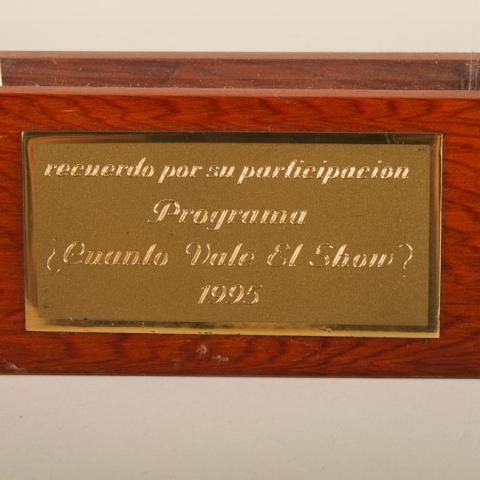 recuerdo por su participacion
Programa
¿Cuanto Vale El Show?
1995